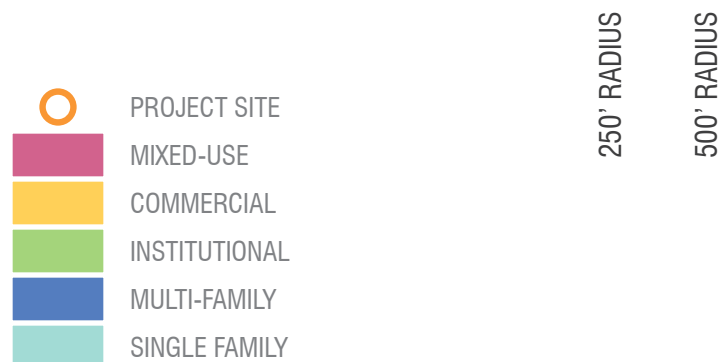 250’ RADIUS
500’ RADIUS
PROJECT SITE
MIXED-USE
COMMERCIAL
INSTITUTIONAL
MULTI-FAMILY
SINGLE FAMILY